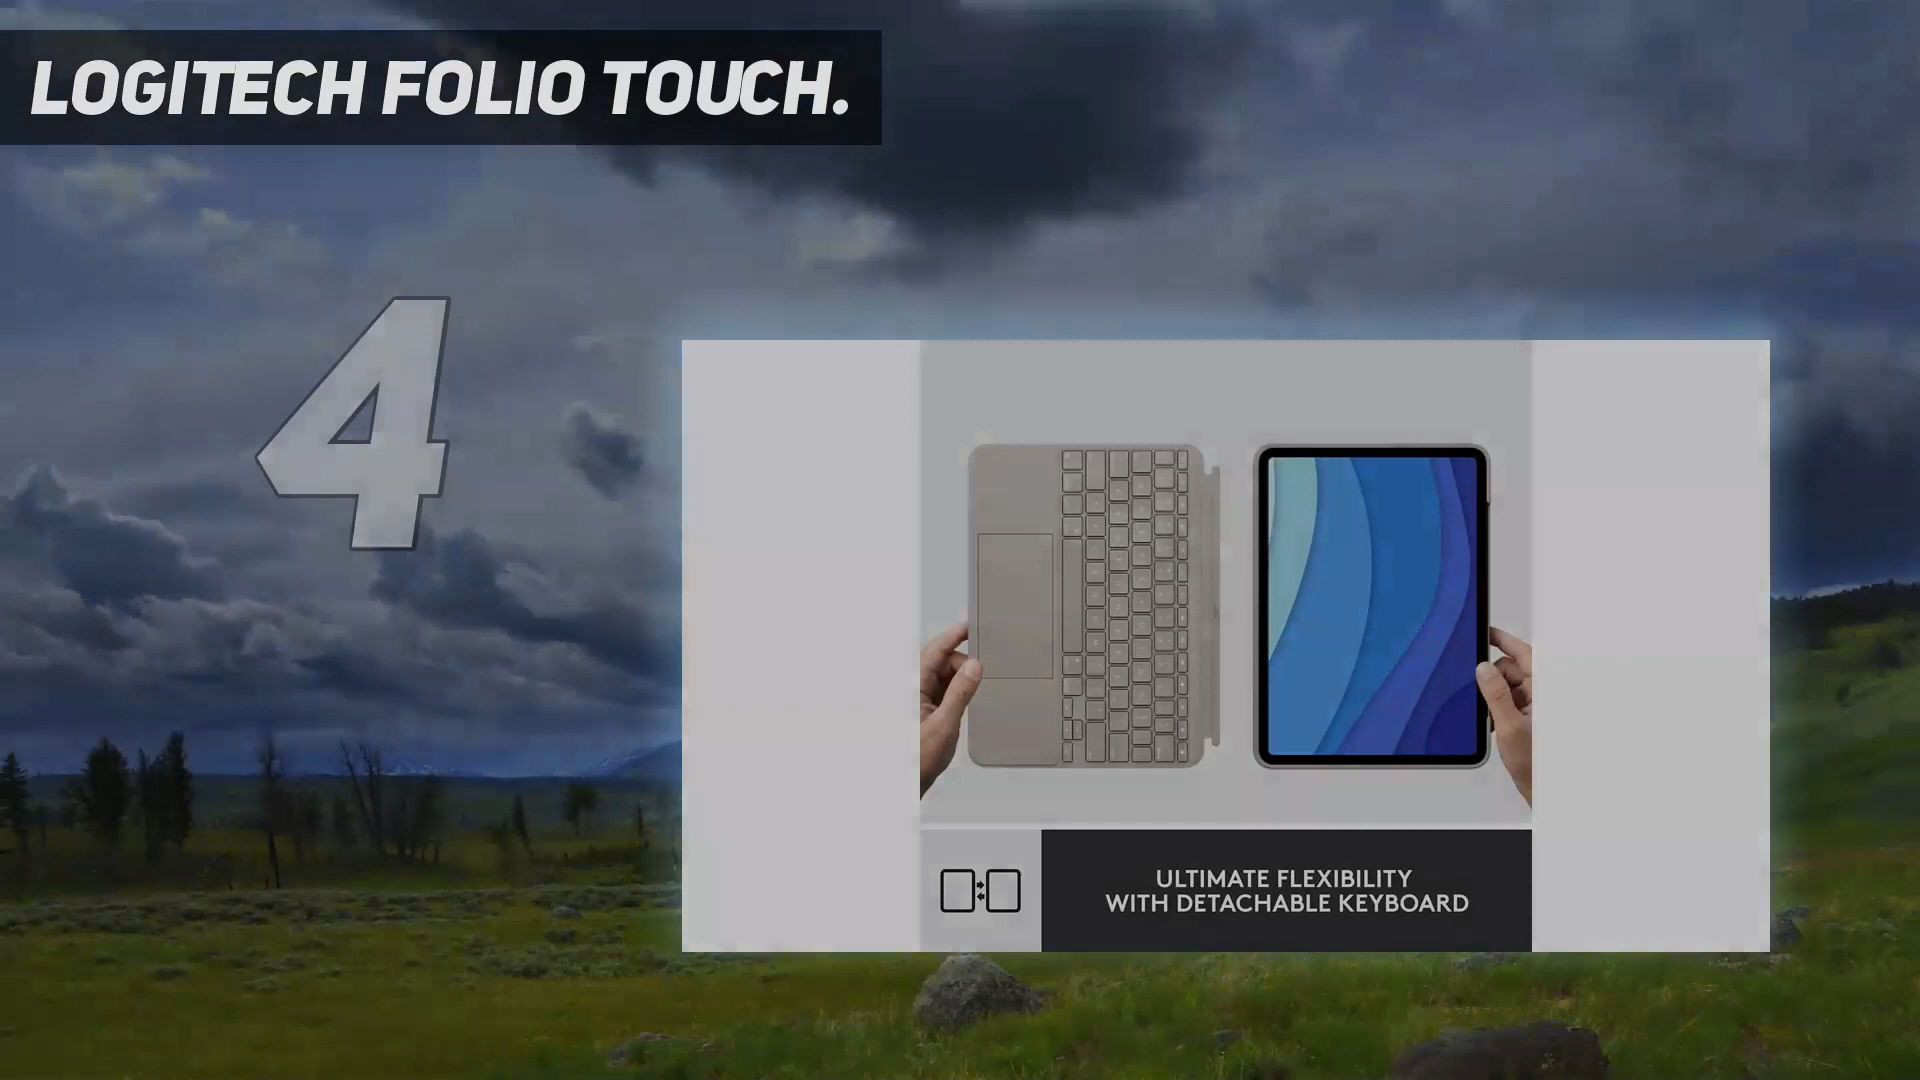 LOGITECH FOLIO TOUCH.
4
ULTIMATE FLEXIBILITY
WITH DETACHABLE KEYBOARD